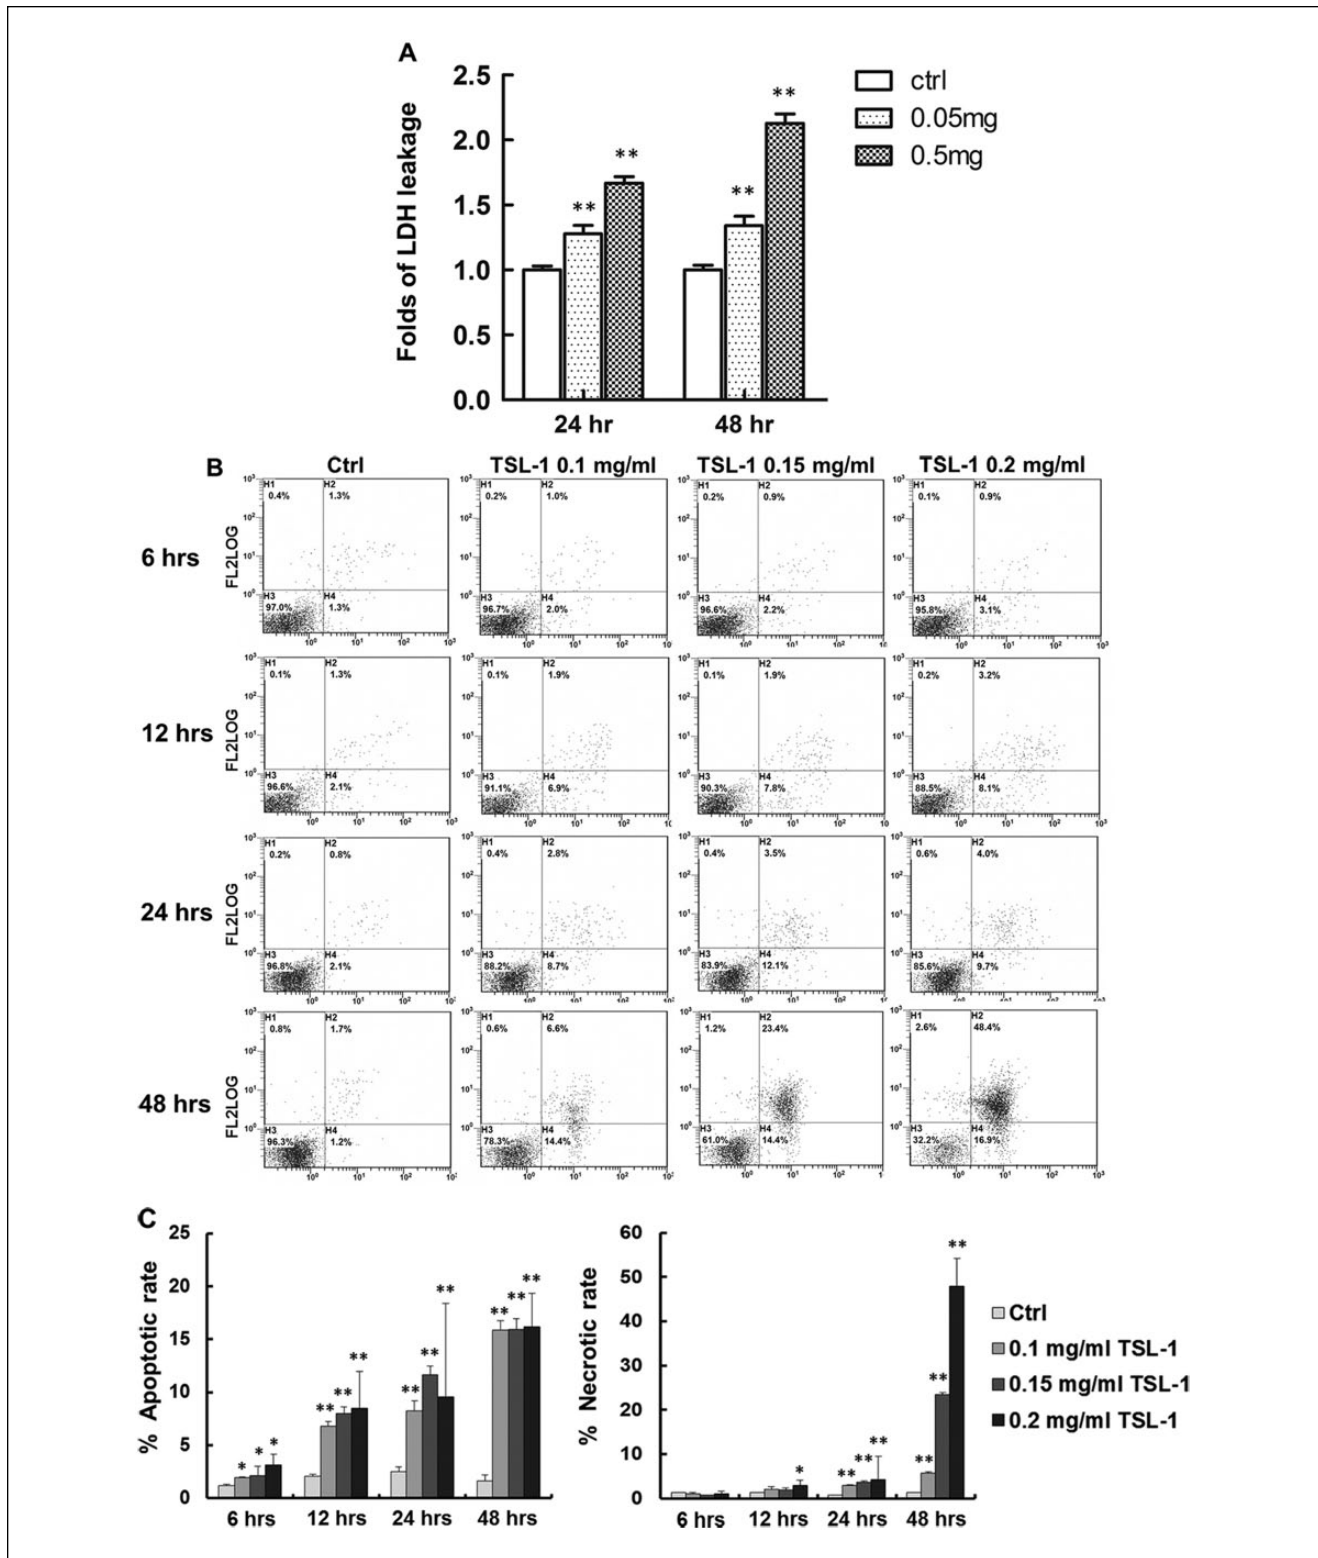 A
2.5
2.0
1.5
1.0
0.5
0.0
Folds of LDH leakage
** ** ** **
24 hr 48 hr
ctrl
0.05mg
0.5mg
B
Ctrl TSL-1 0.1 mg/ml TSL-1 0.15 mg/ml TSL-1 0.2 mg/ml
6 hrs
FL2LOG
H1 0.4% H2 1.3% H3 97.0% H4 1.3%
H1 0.2% H2 1.0% H3 96.7% H4 2.0%
H1 0.2% H2 0.9% H3 96.6% H4 2.2%
H1 0.1% H2 0.9% H3 95.8% H4 3.1%
12 hrs
FL2LOG
H1 0.1% H2 1.3% H3 96.6% H4 2.1%
H1 0.1% H2 1.9% H3 91.1% H4 6.9%
H1 0.1% H2 1.9% H3 90.3% H4 7.8%
H1 0.2% H2 3.2% H3 88.5% H4 8.1%
24 hrs
FL2LOG
H1 0.2% H2 0.8% H3 96.8% H4 2.1%
H1 0.4% H2 2.8% H3 88.2% H4 8.7%
H1 0.4% H2 3.5% H3 83.9% H4 12.1%
H1 0.6% H2 4.0% H3 85.6% H4 9.7%
48 hrs
FL2LOG
H1 0.8% H2 1.7% H3 96.3% H4 1.2%
H1 0.6% H2 6.6% H3 78.3% H4 14.4%
H1 1.2% H2 23.4% H3 61.0% H4 14.4%
H1 2.6% H2 48.4% H3 32.2% H4 16.9%
C
% Apoptotic rate
25
20
15
10
5
0
* * * ** ** ** ** ** ** ** ** **
6 hrs 12 hrs 24 hrs 48 hrs
% Necrotic rate
60
50
40
30
20
10
0
* ** ** ** ** ** **
6 hrs 12 hrs 24 hrs 48 hrs
Ctrl
0.1 mg/ml TSL-1
0.15 mg/ml TSL-1
0.2 mg/ml TSL-1